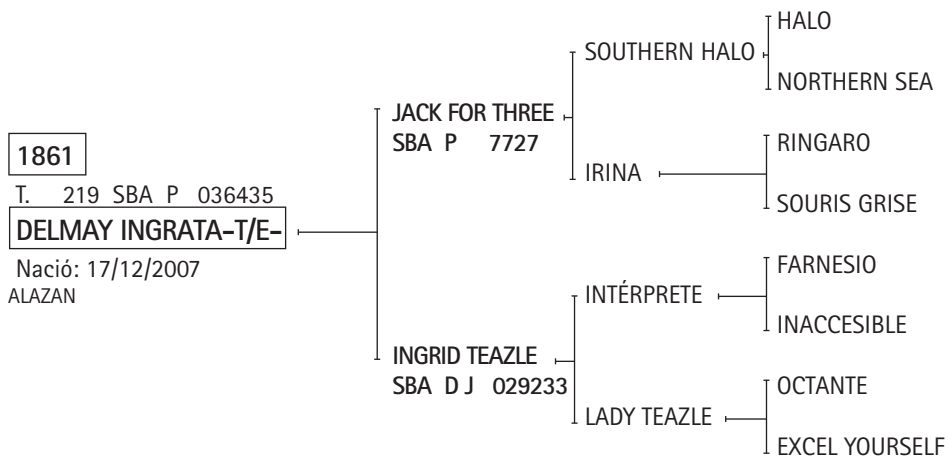 1861
T. 219 SBA P 036435
DELMAY INGRATA-T/E-
Nació: 17/12/2007
ALAZAN
JACK FOR THREE
SBA P 7727
INGRID TEAZLE
SBA D J 029233
SOUTHERN HALO
IRINA
INTÉRPRETE
LADY TEAZLE
HALO
NORTHERN SEA
RINGARO
SOURIS GRISE
FARNESIO
INACCESIBLE
OCTANTE
EXCEL YOURSELF